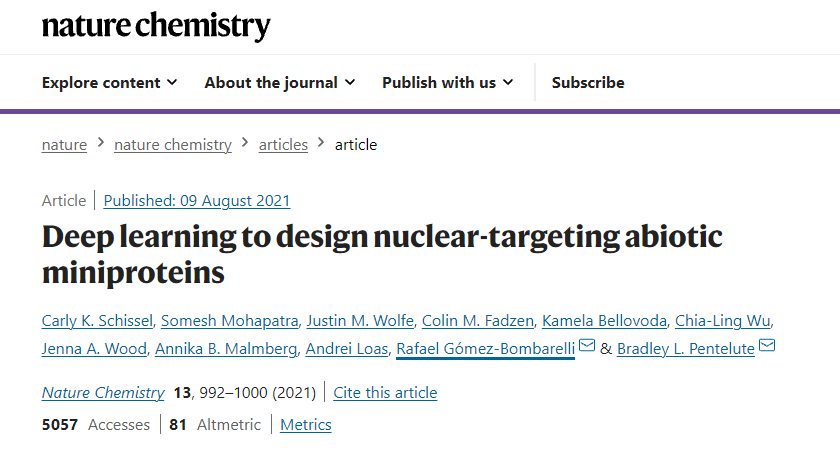 nature chemistry
Explore content About the journal Publish with us Subscribe
nature > nature chemistry > articles > article
Article | Published: 09 August 2021
Deep learning to design nuclear-targeting abiotic
miniproteins
Carly K. Schissel, Somesh Mohapatra, Justin M. Wolfe, Colin M. Fadzen, Kamela Bellovoda, Chia-Ling Wu,
Jenna A. Wood, Annika B. Malmberg, Andrei Loas, Rafael Gómez-Bombarelli & Bradley L. Pentelute
Nature Chemistry 13, 992–1000 (2021) | Cite this article
5057 Accesses | 81 Altmetric | Metrics